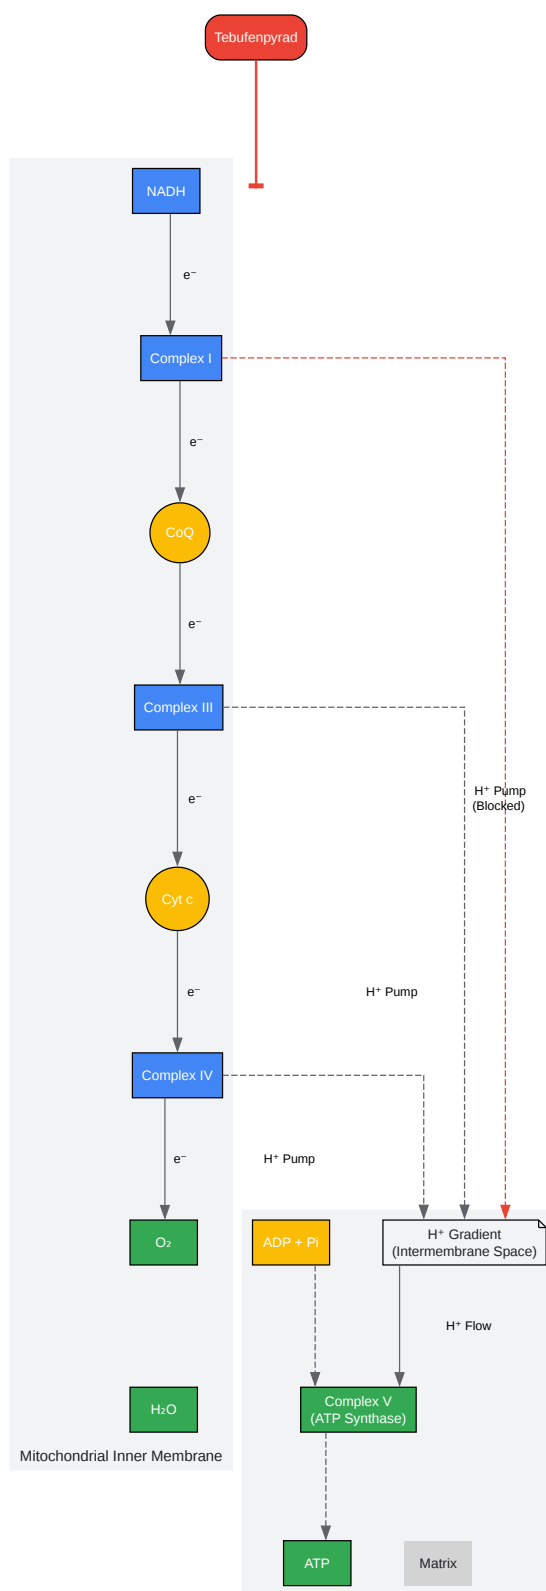 Tebufenpyrad
NADH
e⁻
Complex I
e⁻
CoQ
e⁻
Complex III
H⁺ Pump
(Blocked)
e⁻
Cyt c
e⁻
H⁺ Pump
Complex IV
e⁻
H⁺ Pump
O₂
ADP + Pi
H⁺ Gradient
(Intermembrane Space)
H⁺ Flow
H₂O
Complex V
(ATP Synthase)
Mitochondrial Inner Membrane
ATP
Matrix